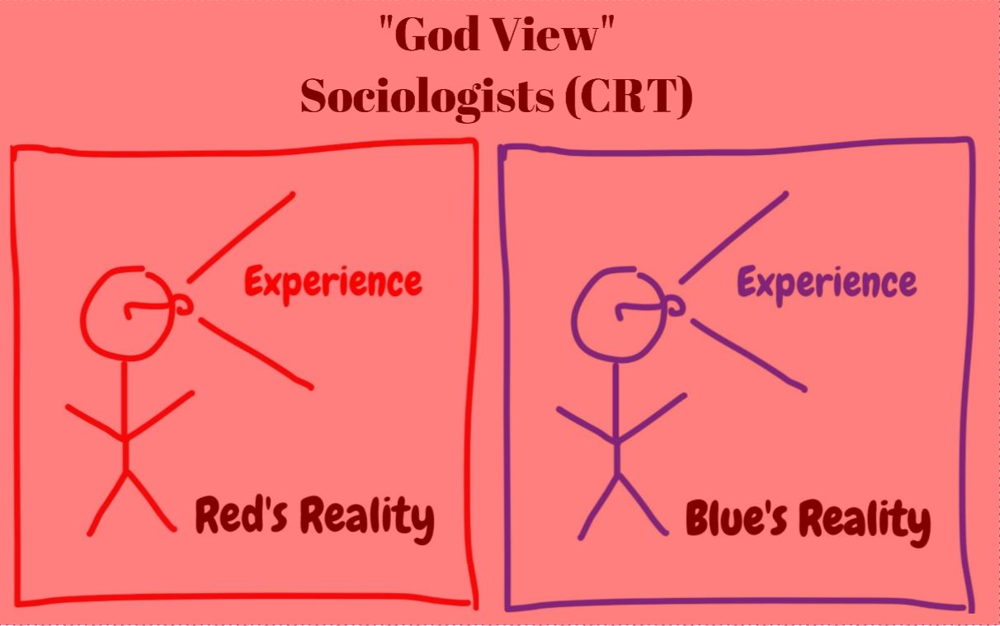 "God View"
Sociologists (CRT)
Experience
Red's Reality
Experience
Blue's Reality